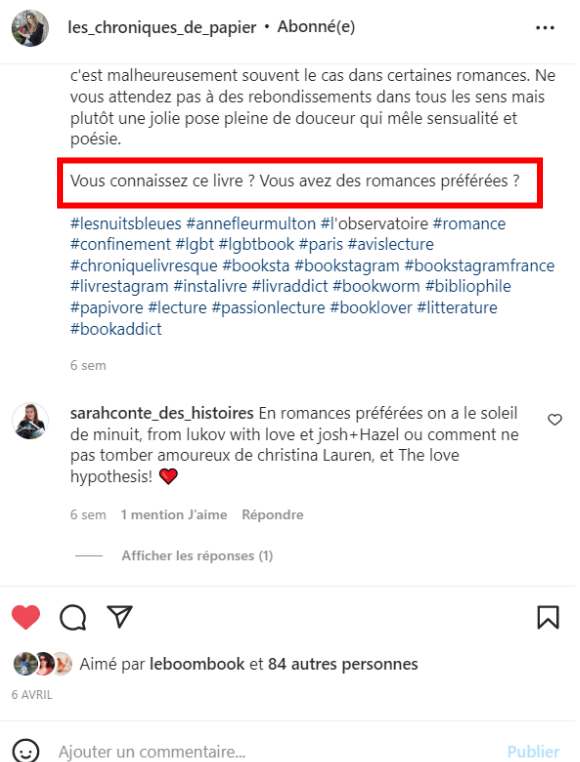 les_chroniques_de_papier • Abonné(e)
c'est malheureusement souvent le cas dans certaines romances. Ne
vous attendez pas à des rebondissements dans tous les sens mais
plutôt une jolie pose pleine de douceur qui mêle sensualité et
poésie.
Vous connaissez ce livre ? Vous avez des romances préférées ?
#lesnuitsbleues #annefleurmulton #l'observatoire #romance
#confinement #lgbt #lgbtbook #paris #avislecture
#chroniquelivresque #booksta #bookstagram #bookstagramfrance
#livrestagram #instalivre #livraddict #bookworm #bibliophile
#papivore #lecture #passionlecture #booklover #litterature
#bookaddict
6 sem
sarahconte_des_histoires En romances préférées on a le soleil
de minuit, from lukov with love et josh+Hazel ou comment ne
pas tomber amoureux de christina Lauren, et The love
hypothesis! ❤️
6 sem 1 mention J'aime Répondre
Afficher les réponses (1)
Aimé par leboombook et 84 autres personnes
6 AVRIL
Ajouter un commentaire... Publier